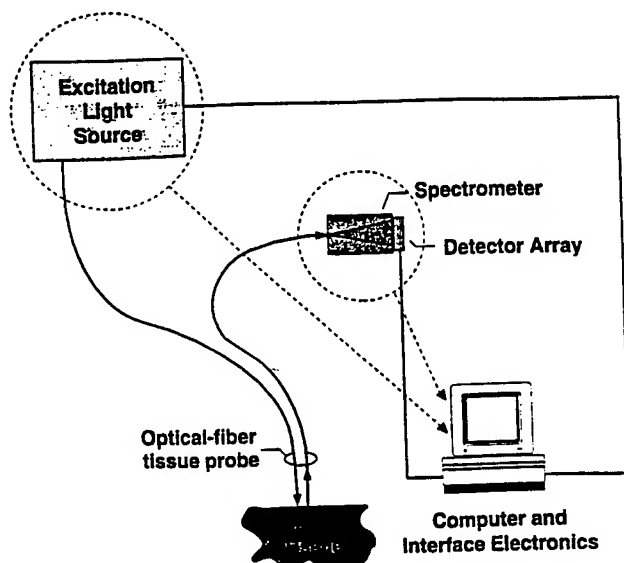 Excitation
Light
Source
Spectrometer
Detector Array
Optical-fiber
tissue probe
Computer and
Interface Electronics